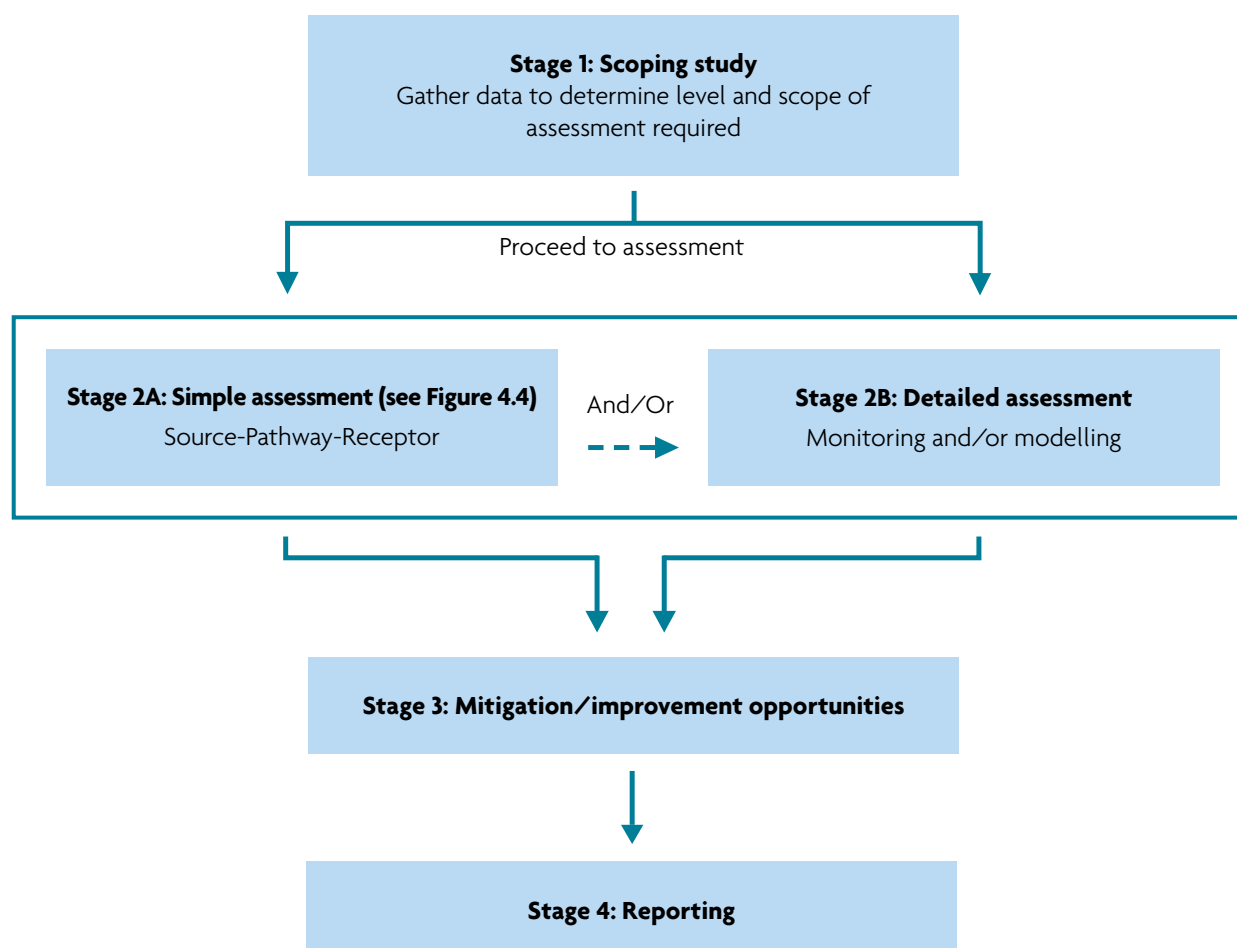 Stage 1: Scoping study
Gather data to determine level and scope of
assessment required
Proceed to assessment
Stage 2A: Simple assessment (see Figure 4.4)
Source-Pathway-Receptor
And/Or
Stage 2B: Detailed assessment
Monitoring and/or modelling
Stage 3: Mitigation/improvement opportunities
Stage 4: Reporting